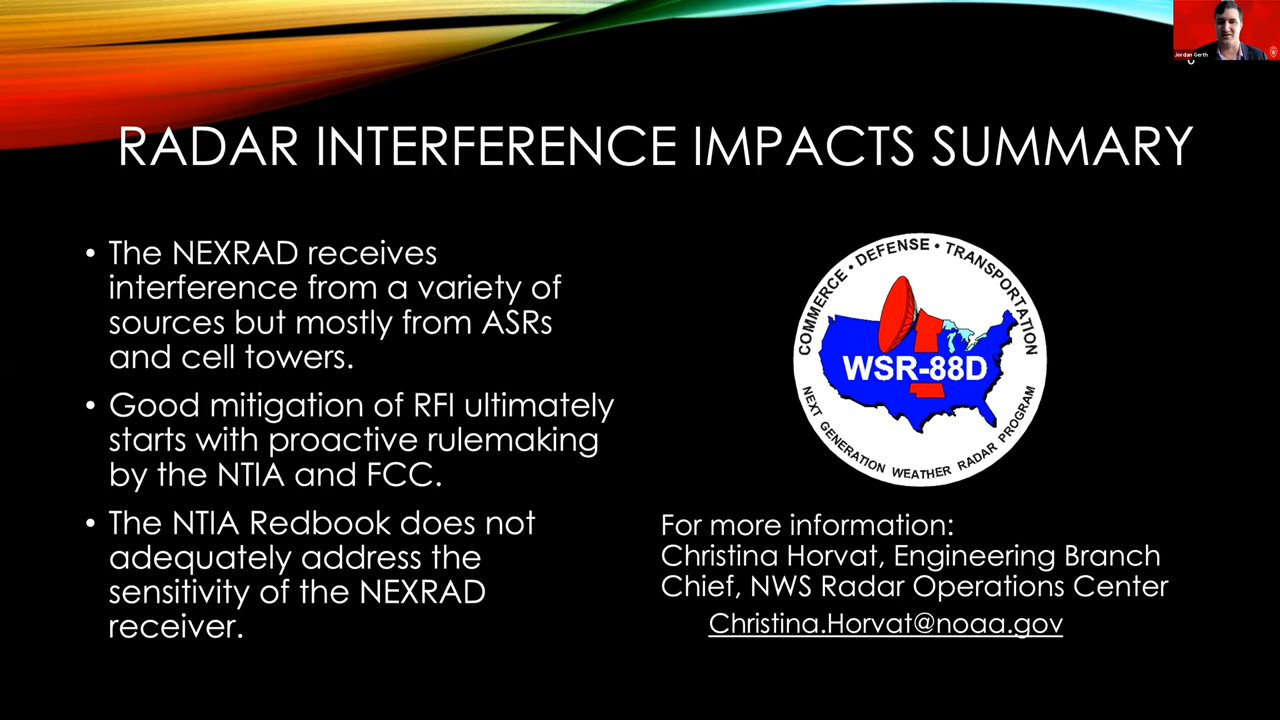 Jordan Gerth
RADAR INTERFERENCE IMPACTS SUMMARY
• The NEXRAD receives
interference from a variety of
sources but mostly from ASRs
and cell towers.
• Good mitigation of RFI ultimately
starts with proactive rulemaking
by the NTIA and FCC.
• The NTIA Redbook does not
adequately address the
sensitivity of the NEXRAD
receiver.
COMMERCE • DEFENSE • TRANSPORTATION
WSR-88D
NEXT GENERATION WEATHER RADAR PROGRAM
For more information:
Christina Horvat, Engineering Branch
Chief, NWS Radar Operations Center
Christina.Horvat@noaa.gov